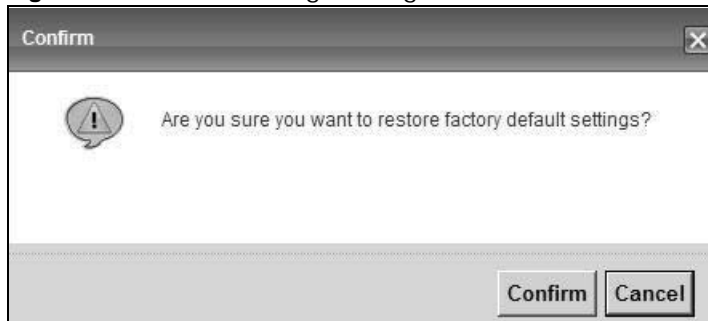 Confirm
Are you sure you want to restore factory default settings?
Confirm Cancel